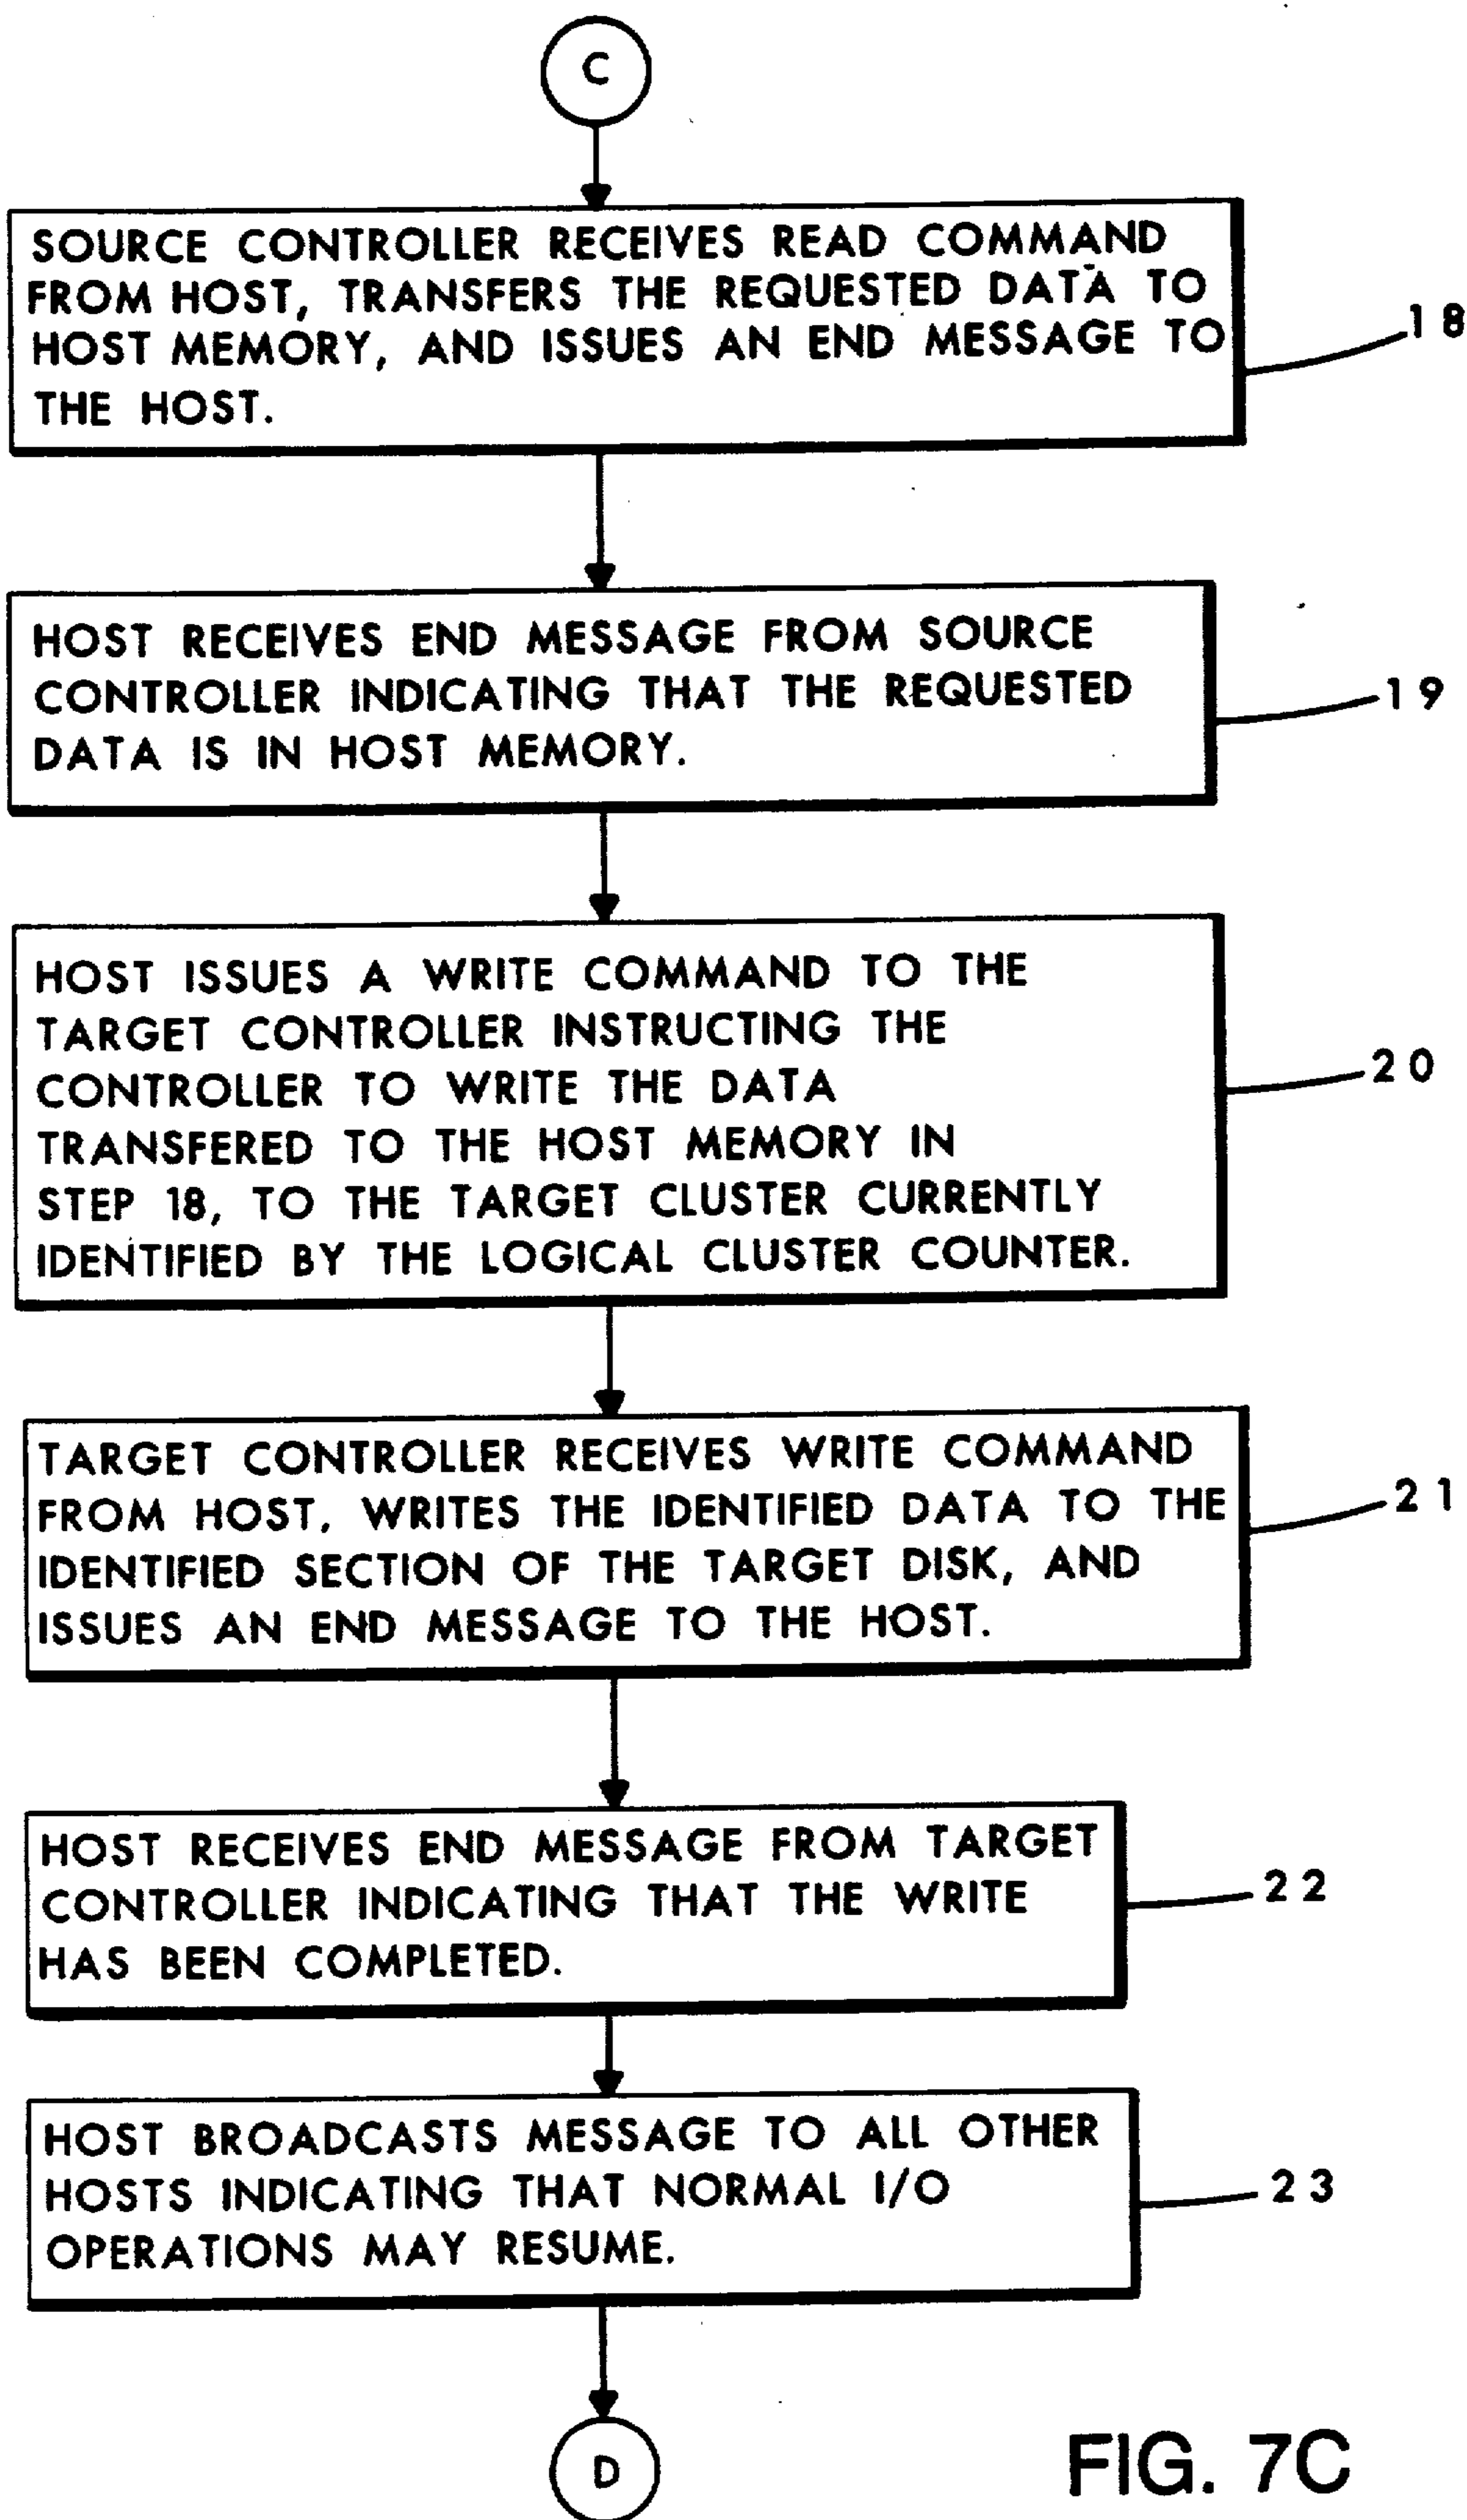 C
SOURCE CONTROLLER RECEIVES READ COMMAND
FROM HOST, TRANSFERS THE REQUESTED DATA TO
HOST MEMORY, AND ISSUES AN END MESSAGE TO
THE HOST.
18
HOST RECEIVES END MESSAGE FROM SOURCE
CONTROLLER INDICATING THAT THE REQUESTED
DATA IS IN HOST MEMORY.
19
HOST ISSUES A WRITE COMMAND TO THE
TARGET CONTROLLER INSTRUCTING THE
CONTROLLER TO WRITE THE DATA
TRANSFERED TO THE HOST MEMORY IN
STEP 18, TO THE TARGET CLUSTER CURRENTLY
IDENTIFIED BY THE LOGICAL CLUSTER COUNTER.
20
TARGET CONTROLLER RECEIVES WRITE COMMAND
FROM HOST, WRITES THE IDENTIFIED DATA TO THE
IDENTIFIED SECTION OF THE TARGET DISK, AND
ISSUES AN END MESSAGE TO THE HOST.
21
HOST RECEIVES END MESSAGE FROM TARGET
CONTROLLER INDICATING THAT THE WRITE
HAS BEEN COMPLETED.
22
HOST BROADCASTS MESSAGE TO ALL OTHER
HOSTS INDICATING THAT NORMAL I/O
OPERATIONS MAY RESUME.
23
D
FIG. 7C